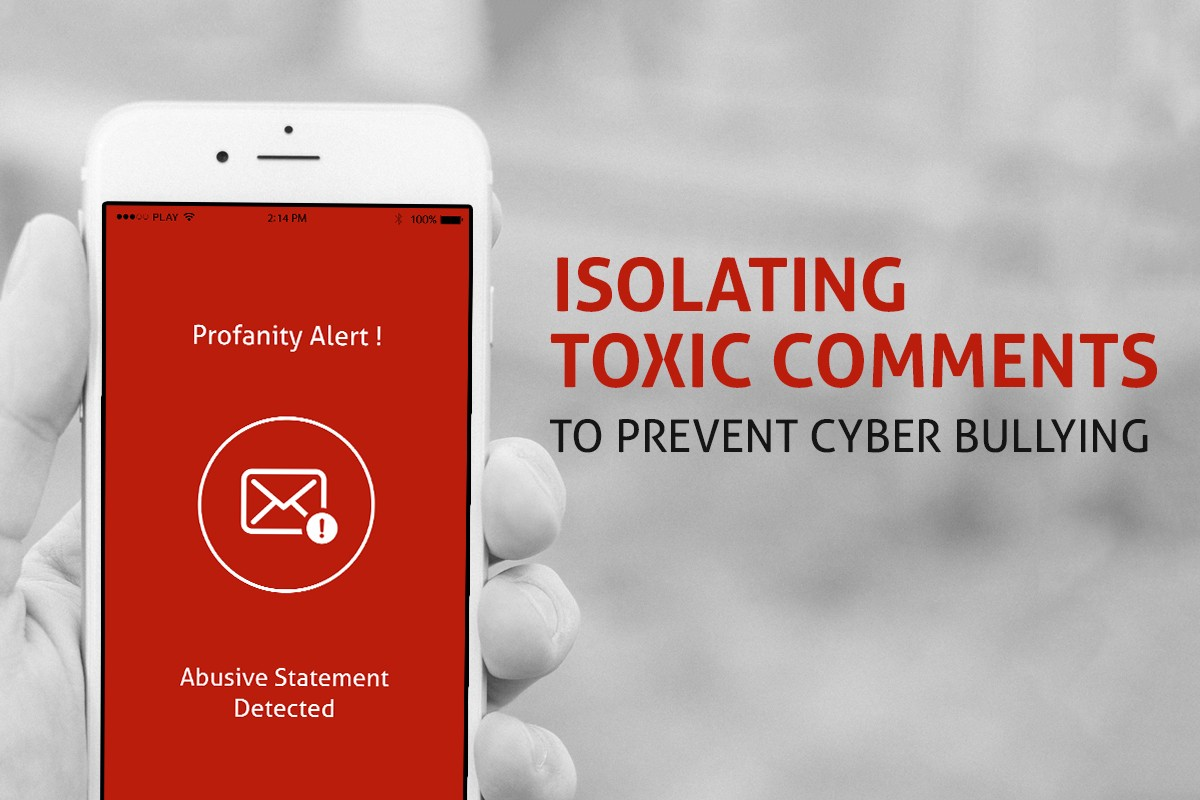 PLAY 2:14 PM 100%
Profanity Alert !
Abusive Statement
Detected
ISOLATING
TOXIC COMMENTS
TO PREVENT CYBER BULLYING